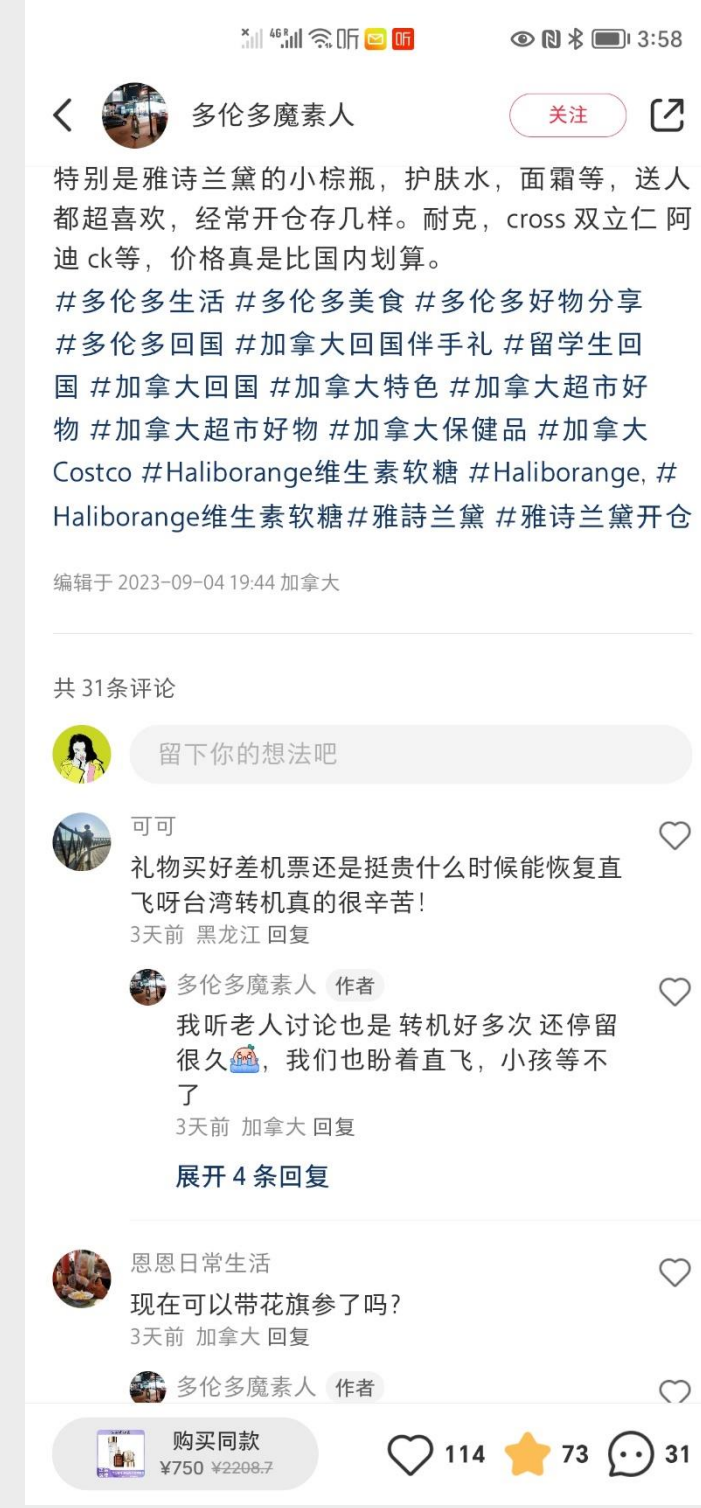 46R 听 听 3:58
多伦多魔素人 关注
特别是雅诗兰黛的小棕瓶，护肤水，面霜等，送人
都超喜欢，经常开仓存几样。耐克，cross 双立仁 阿
迪 ck等，价格真是比国内划算。
#多伦多生活 #多伦多美食 #多伦多好物分享
#多伦多回国 #加拿大回国伴手礼 #留学生回
国 #加拿大回国 #加拿大特色 #加拿大超市好
物 #加拿大超市好物 #加拿大保健品 #加拿大
Costco #Haliborange维生素软糖 #Haliborange, #
Haliborange维生素软糖#雅詩兰黛 #雅诗兰黛开仓
编辑于 2023-09-04 19:44 加拿大
共 31条评论
留下你的想法吧
可可
礼物买好差机票还是挺贵什么时候能恢复直
飞呀台湾转机真的很辛苦！
3天前 黑龙江 回复
多伦多魔素人 作者
我听老人讨论也是 转机好多次 还停留
很久，我们也盼着直飞，小孩等不
了
3天前 加拿大 回复
展开 4 条回复
恩恩日常生活
现在可以带花旗参了吗？
3天前 加拿大 回复
多伦多魔素人 作者
购买同款
¥750 ¥2208.7
114 73 31